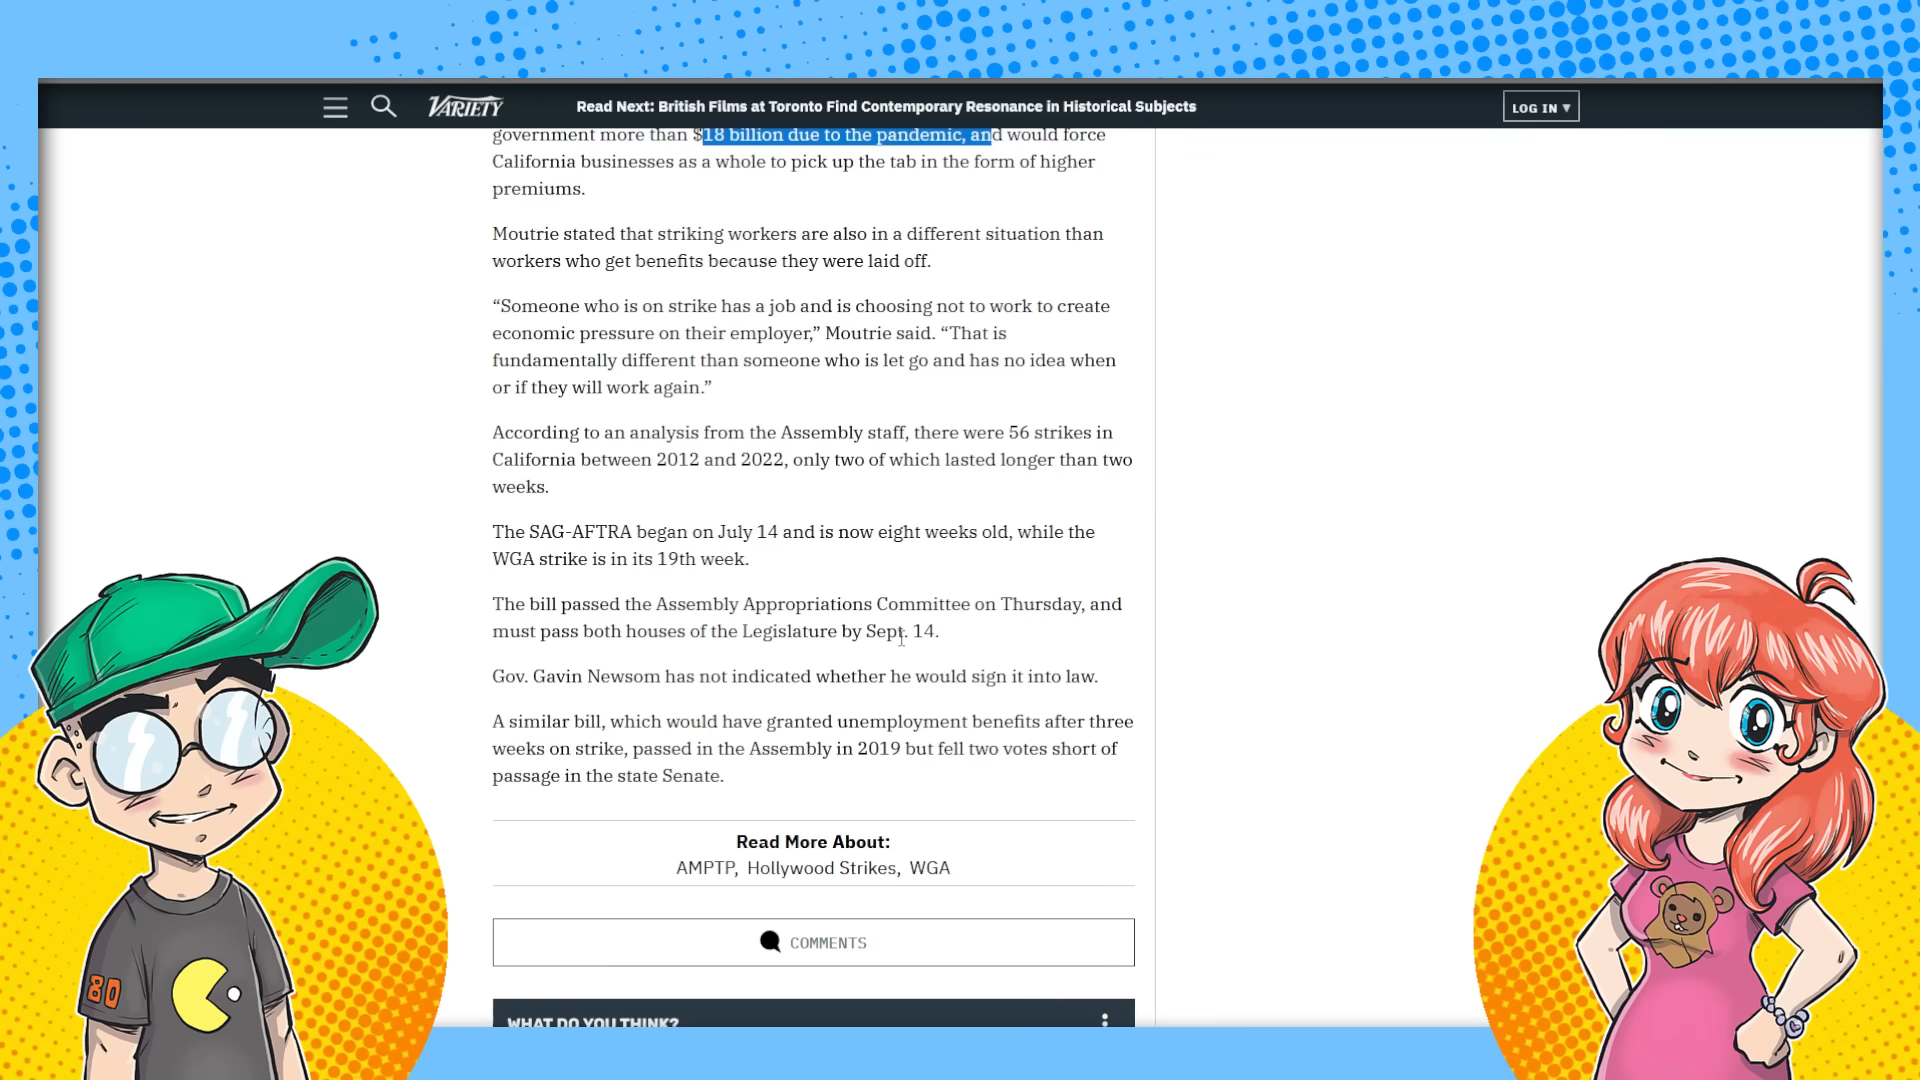 VARIETY
Read Next: British Films at Toronto Find Contemporary Resonance in Historical Subjects
LOG IN ▾
government more than $18 billion due to the pandemic, and would force
California businesses as a whole to pick up the tab in the form of higher
premiums.
Moutrie stated that striking workers are also in a different situation than
workers who get benefits because they were laid off.
“Someone who is on strike has a job and is choosing not to work to create
economic pressure on their employer,” Moutrie said. “That is
fundamentally different than someone who is let go and has no idea when
or if they will work again.”
According to an analysis from the Assembly staff, there were 56 strikes in
California between 2012 and 2022, only two of which lasted longer than two
weeks.
The SAG-AFTRA began on July 14 and is now eight weeks old, while the
WGA strike is in its 19th week.
The bill passed the Assembly Appropriations Committee on Thursday, and
must pass both houses of the Legislature by Sept. 14.
Gov. Gavin Newsom has not indicated whether he would sign it into law.
A similar bill, which would have granted unemployment benefits after three
weeks on strike, passed in the Assembly in 2019 but fell two votes short of
passage in the state Senate.
Read More About:
AMPTP, Hollywood Strikes, WGA
COMMENTS
WHAT DO YOU THINK?
80